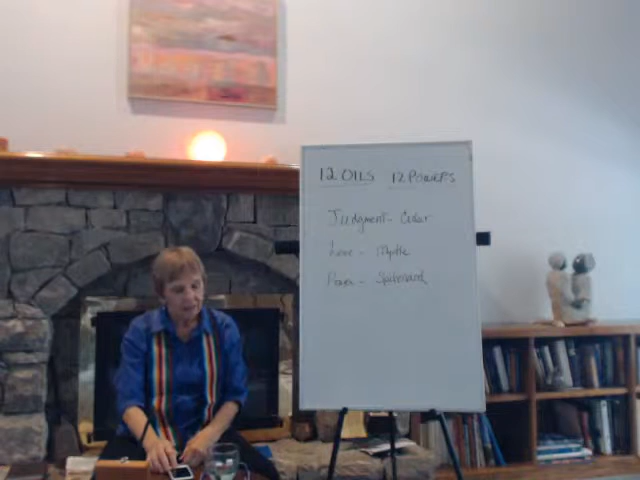 12 OILS 12 POWERS
Judgment - Cedar
Love - Myrtle
Power - Spikenard